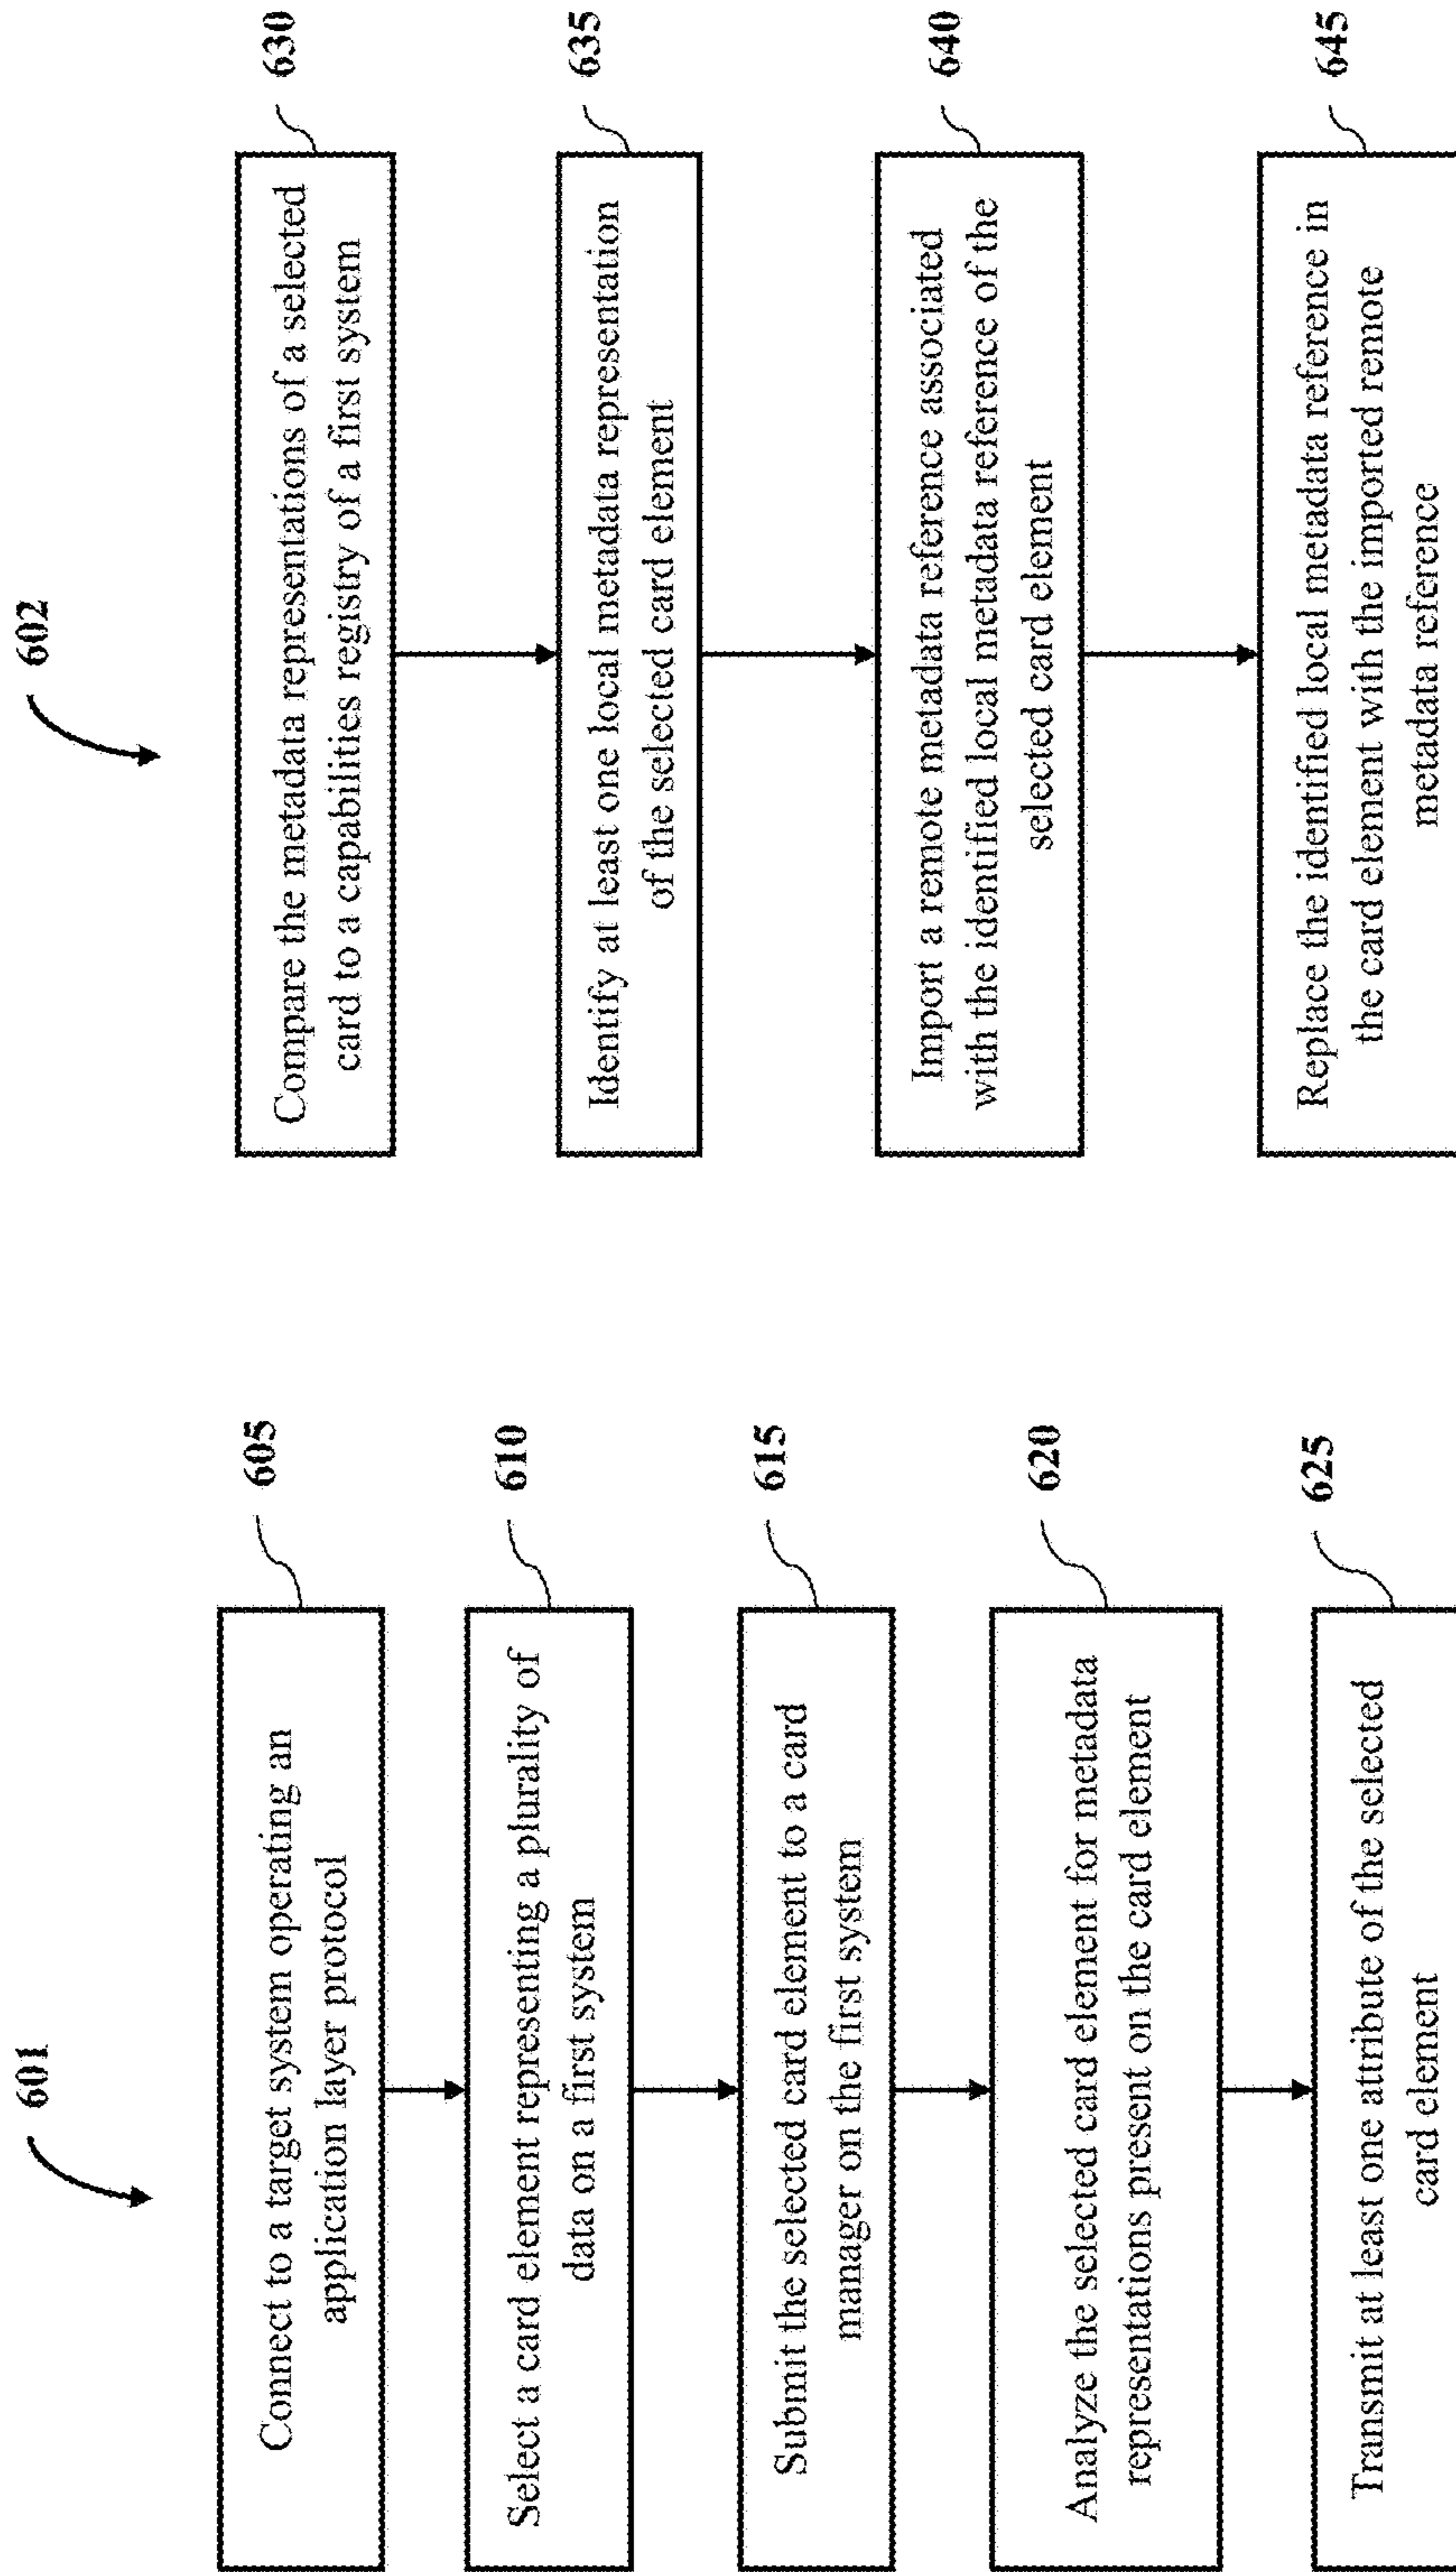 601
Connect to a target system operating an
application layer protocol
605
Select a card element representing a plurality of
data on a first system
610
Submit the selected card element to a card
manager on the first system
615
Analyze the selected card element for metadata
representations present on the card element
620
Transmit at least one attribute of the selected
card element
625
602
Compare the metadata representations of a selected
card to a capabilities registry of a first system
630
Identify at least one local metadata representation
of the selected card element
635
Import a remote metadata reference associated
with the identified local metadata reference of the
selected card element
640
Replace the identified local metadata reference in
the card element with the imported remote
metadata reference
645